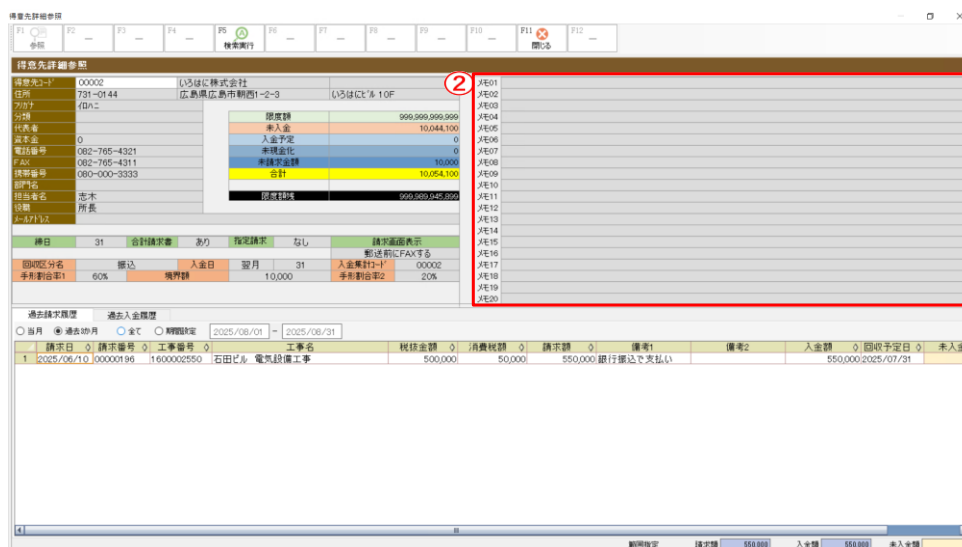 得意先詳細参照
F1 F2 F3 F4 F5 F6 F7 F8 F9 F10 F11 F12
参照 検索実行 閉じる
得意先詳細参照
得意先コード 00002 いろはに株式会社
住所 731-0144 広島県広島市朝西1-2-3 いろはにビル 10F
フリガナ イロハニ
分類 限度額 999,999,999,999
代表者 未入金 10,044,100
資本金 0 入金予定 0
電話番号 082-765-4321 未現金化 0
FAX 082-765-4311 未請求金額 10,000
携帯番号 080-000-3333 合計 10,054,100
部門名
担当者名 志木 限度額残 999,989,945,899
役職 所長
メールアドレス
締日 31 合計請求書 あり 指定請求 なし 請求画面表示
郵送前にFAXする
回収区分名 振込 入金日 翌月 31 入金集計コード 00002
手形割合率1 60% 境界額 10,000 手形割合率2 20%
②
メモ01
メモ02
メモ03
メモ04
メモ05
メモ06
メモ07
メモ08
メモ09
メモ10
メモ11
メモ12
メモ13
メモ14
メモ15
メモ16
メモ17
メモ18
メモ19
メモ20
過去請求履歴 過去入金履歴
当月 過去3か月 全て 期間設定 2025/08/01 - 2025/08/31
請求日 請求番号 工事番号 工事名 税抜金額 消費税額 請求額 備考1 備考2 入金額 回収予定日 未入金
1 2025/06/10 00000196 1600002550 石田ビル 電気設備工事 500,000 50,000 550,000 銀行振込で支払い 550,000 2025/07/31
範囲指定 請求額 550,000 入金額 550,000 未入金額